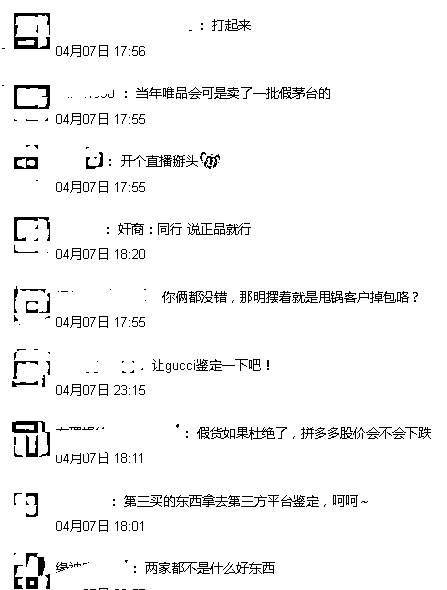 ：打起来
04月07日 17:56
：当年唯品会可是卖了一批假茅台的
04月07日 17:55
：开个直播掰头
04月07日 17:55
：奸商：同行 说正品就行
04月07日 18:20
你俩都没错，那明摆着就是甩锅客户掉包咯？
04月07日 17:55
让gucci鉴定一下吧！
04月07日 23:15
：假货如果杜绝了，拼多多股价会不会下跌
04月07日 18:11
：第三买的东西拿去第三方平台鉴定，呵呵~
04月07日 18:01
：两家都不是什么好东西